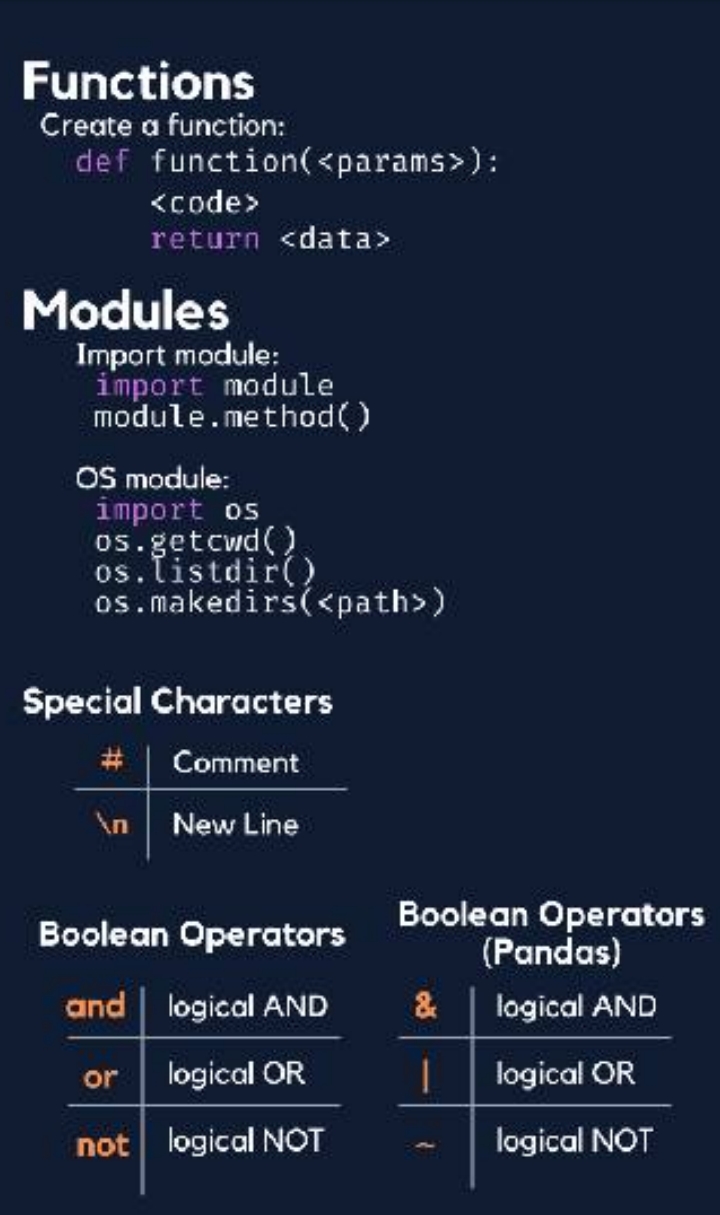 Functions
Create a function:
def function(<params>):
<code>
return <data>
Modules
Import module:
import module
module.method()
OS module:
import os
os.getcwd()
os.listdir()
os.makedirs(<path>)
Special Characters
# Comment
\n New Line
Boolean Operators
and logical AND
or logical OR
not logical NOT
Boolean Operators
(Pandas)
& logical AND
| logical OR
~ logical NOT